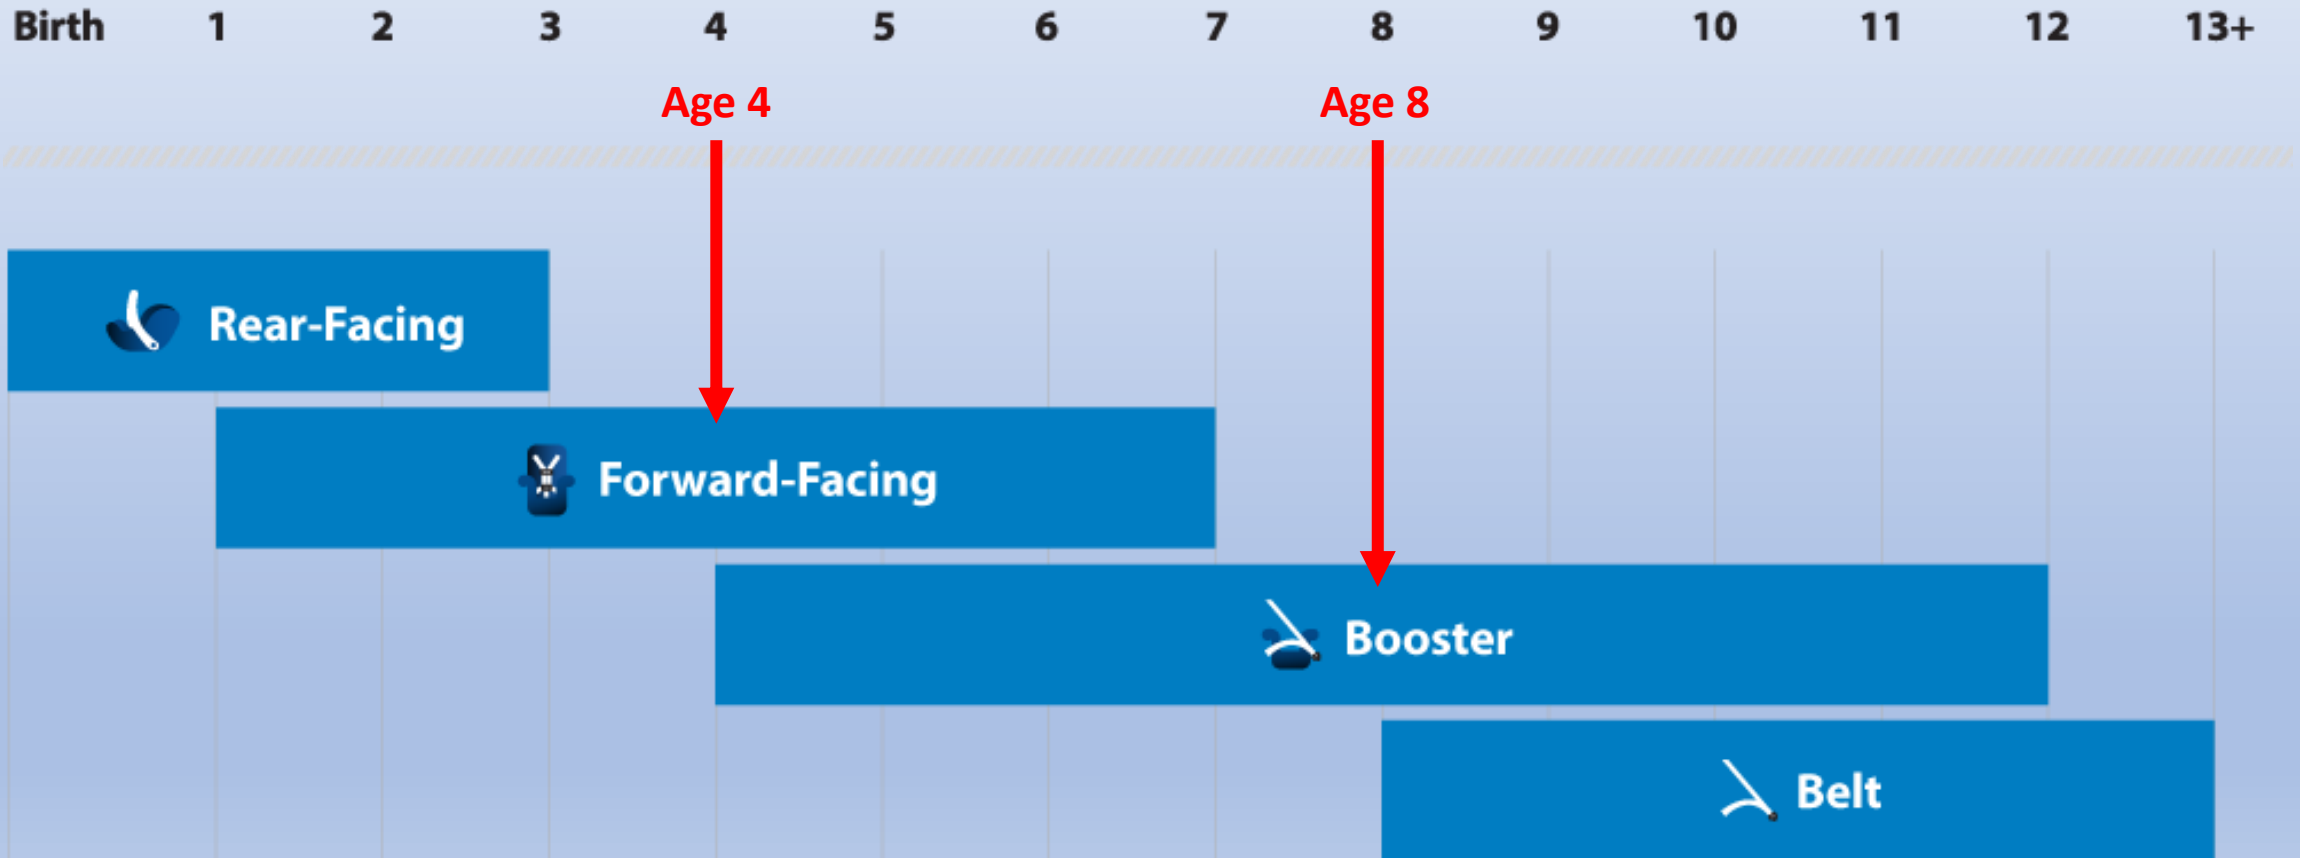 Birth 1 2 3 4 5 6 7 8 9 10 11 12 13+
Age 4 Age 8
Rear-Facing
Forward-Facing
Booster
Belt